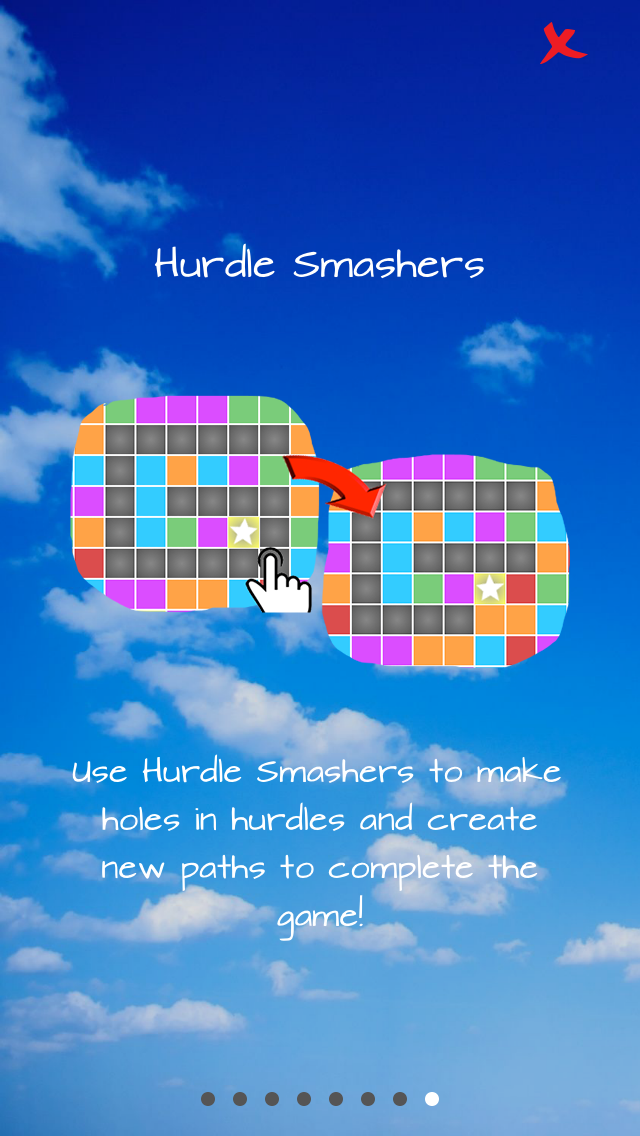 Hurdle Smashers
Use Hurdle Smashers to make
holes in hurdles and create
new paths to complete the
game!